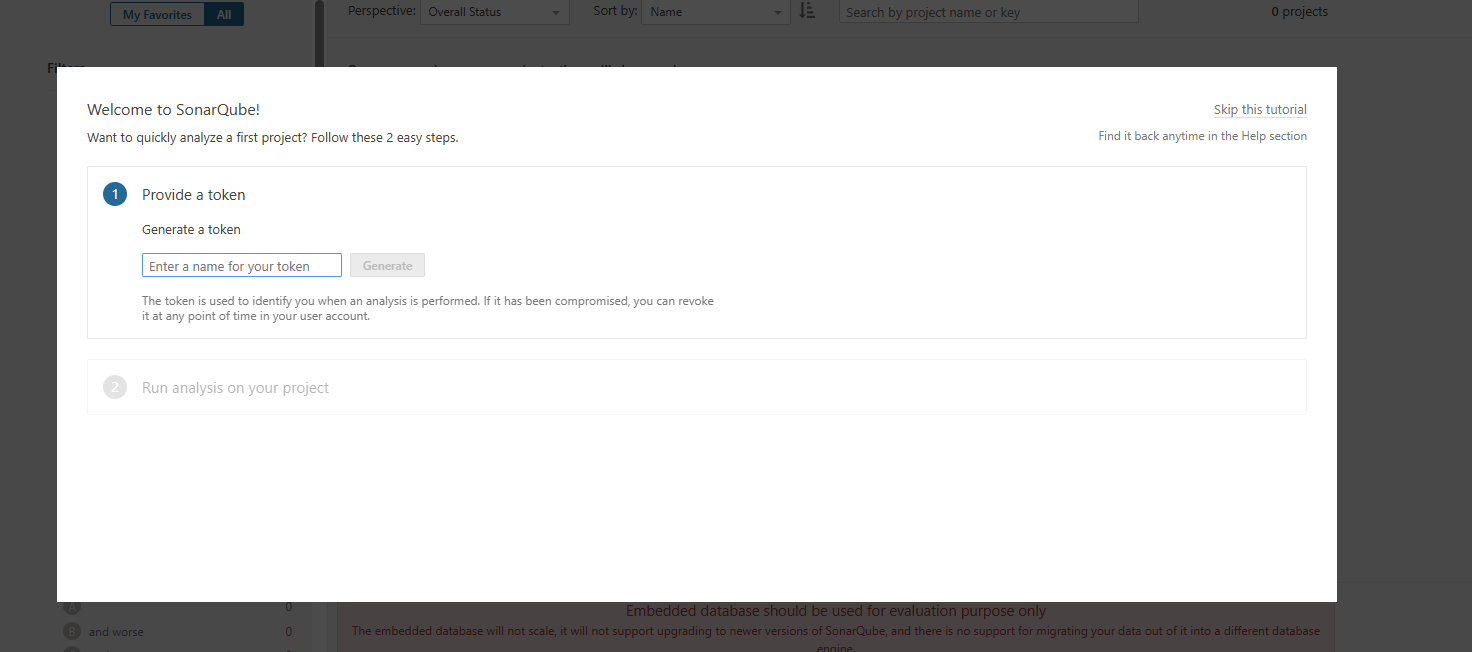 My Favorites All
Perspective: Overall Status Sort by: Name Search by project name or key 0 projects
Filters
Welcome to SonarQube!
Skip this tutorial
Want to quickly analyze a first project? Follow these 2 easy steps.
Find it back anytime in the Help section
1 Provide a token
Generate a token
Enter a name for your token Generate
The token is used to identify you when an analysis is performed. If it has been compromised, you can revoke
it at any point of time in your user account.
2 Run analysis on your project
A 0
B and worse 0
Embedded database should be used for evaluation purpose only
The embedded database will not scale, it will not support upgrading to newer versions of SonarQube, and there is no support for migrating your data out of it into a different database
engine.